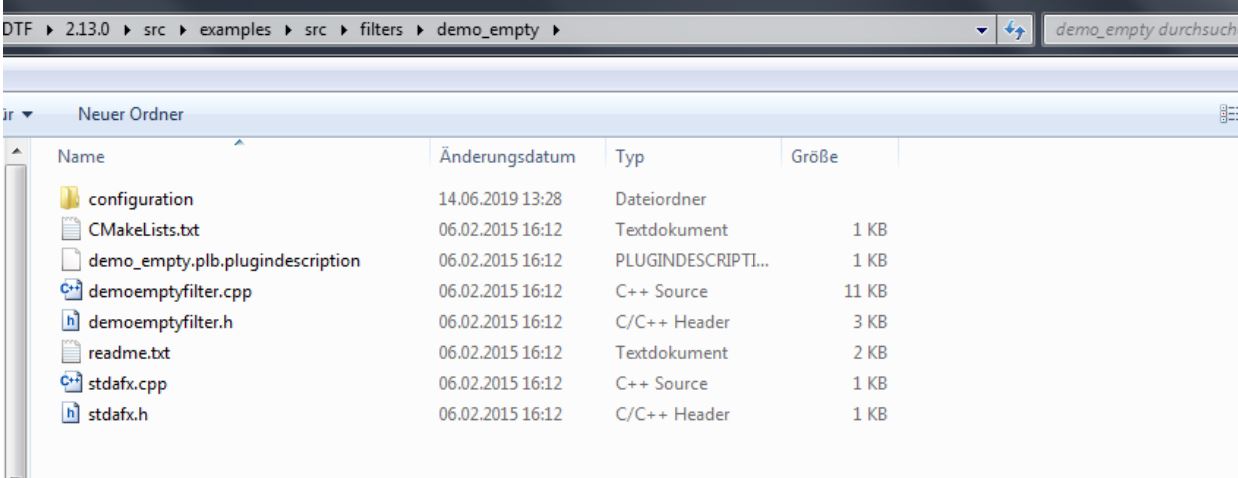 DTF ▸ 2.13.0 ▸ src ▸ examples ▸ src ▸ filters ▸ demo_empty ▸ demo_empty durchsuch
ür Neuer Ordner
Name Änderungsdatum Typ Größe
configuration 14.06.2019 13:28 Dateiordner
CMakeLists.txt 06.02.2015 16:12 Textdokument 1 KB
demo_empty.plb.plugindescription 06.02.2015 16:12 PLUGINDESCRIPTI... 1 KB
demoemptyfilter.cpp 06.02.2015 16:12 C++ Source 11 KB
demoemptyfilter.h 06.02.2015 16:12 C/C++ Header 3 KB
readme.txt 06.02.2015 16:12 Textdokument 2 KB
stdafx.cpp 06.02.2015 16:12 C++ Source 1 KB
stdafx.h 06.02.2015 16:12 C/C++ Header 1 KB